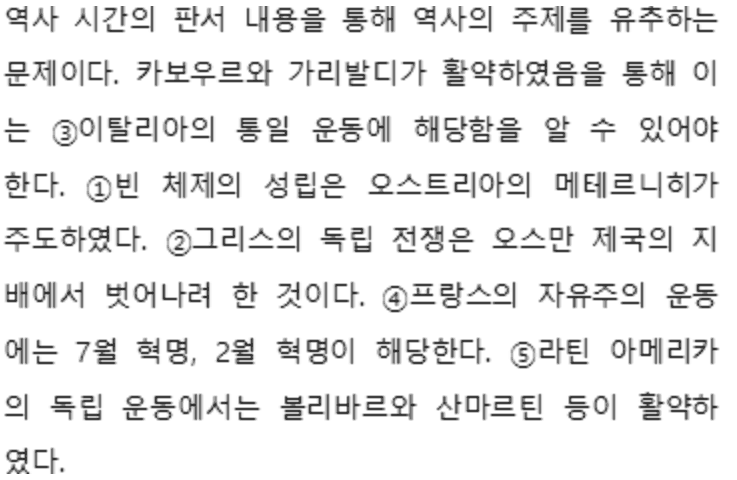 역사 시간의 판서 내용을 통해 역사의 주제를 유추하는
문제이다. 카보우르와 가리발디가 활약하였음을 통해 이
는 ③이탈리아의 통일 운동에 해당함을 알 수 있어야
한다. ①빈 체제의 성립은 오스트리아의 메테르니히가
주도하였다. ②그리스의 독립 전쟁은 오스만 제국의 지
배에서 벗어나려 한 것이다. ④프랑스의 자유주의 운동
에는 7월 혁명, 2월 혁명이 해당한다. ⑤라틴 아메리카
의 독립 운동에서는 볼리바르와 산마르틴 등이 활약하
였다.